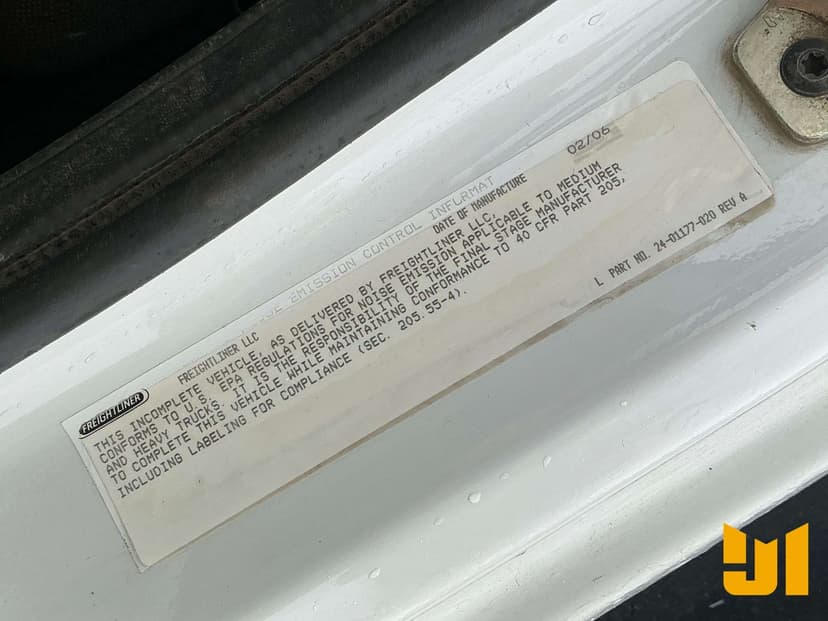 EMISSION CONTROL INFORMAT
FREIGHTLINER LLC DATE OF MANUFACTURE 02/06
FREIGHTLINER
THIS INCOMPLETE VEHICLE, AS DELIVERED BY FREIGHTLINER LLC,
CONFORMS TO U.S. EPA REGULATIONS FOR NOISE EMISSION APPLICABLE TO MEDIUM
AND HEAVY TRUCKS. IT IS THE RESPONSIBILITY OF THE FINAL STAGE MANUFACTURER
TO COMPLETE THIS VEHICLE WHILE MAINTAINING CONFORMANCE TO 40 CFR PART 205,
INCLUDING LABELING FOR COMPLIANCE (SEC. 205.55-4).
L PART NO. 24-01177-020 REV A